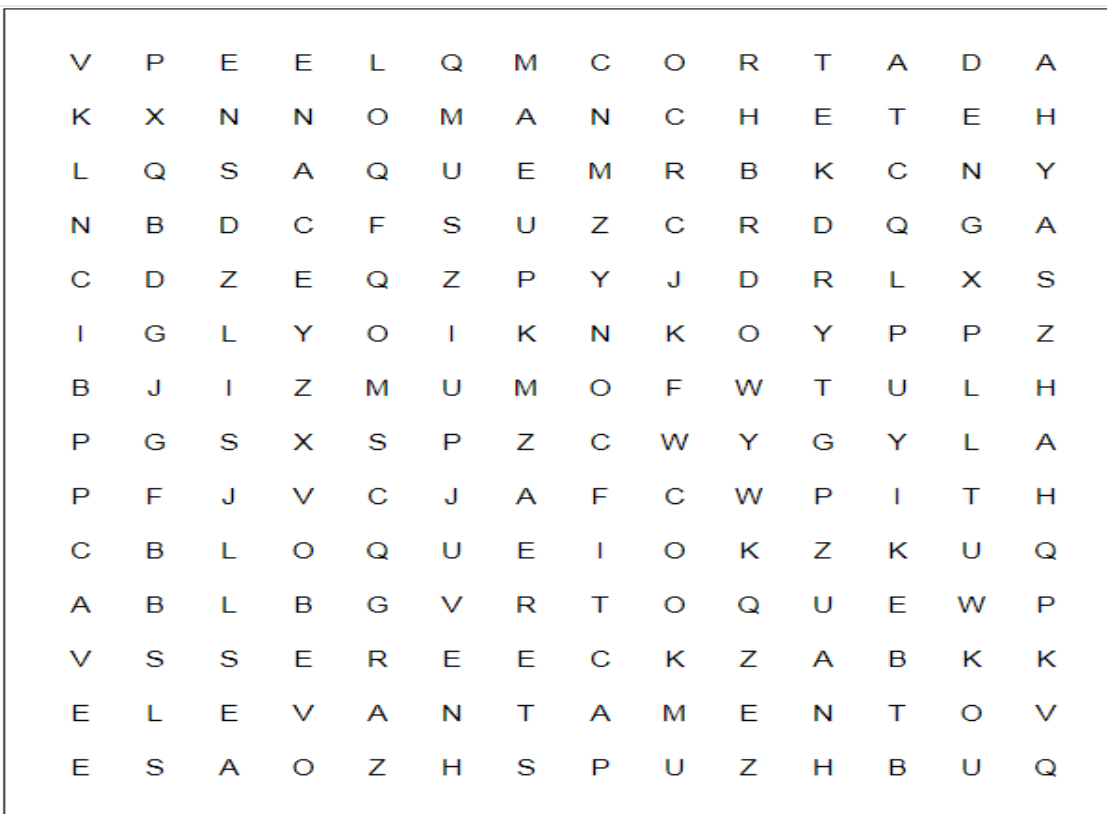 V P E E L Q M C O R T A D A
K X N N O M A N C H E T E H
L Q S A Q U E M R B K C N Y
N B D C F S U Z C R D Q G A
C D Z E Q Z P Y J D R L X S
I G L Y O I K N K O Y P P Z
B J I Z M U M O F W T U L H
P G S X S P Z C W Y G Y L A
P F J V C J A F C W P I T H
C B L O Q U E I O K Z K U Q
A B L B G V R T O Q U E W P
V S S E R E E C K Z A B K K
E L E V A N T A M E N T O V
E S A O Z H S P U Z H B U Q